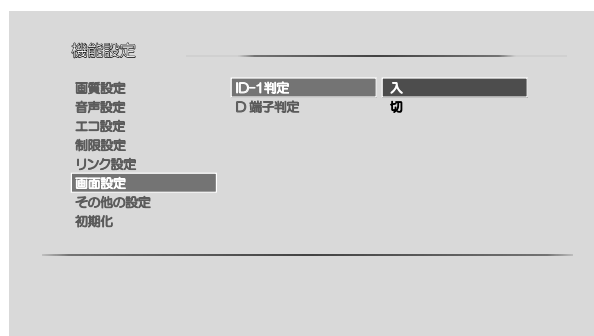 機能設定
画質設定
音声設定
エコ設定
制限設定
リンク設定
画面設定
その他の設定
初期化
ID-1判定
D 端子判定
入
切